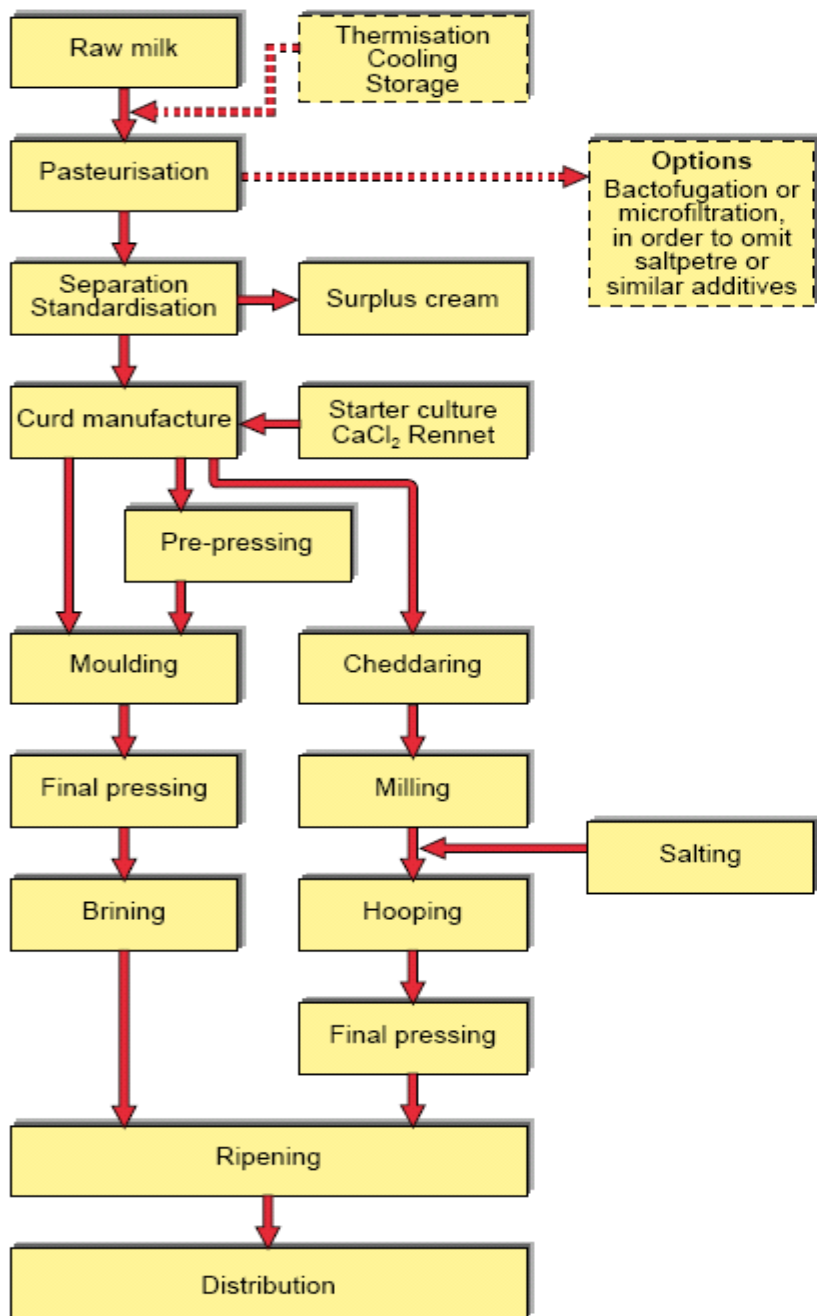 Raw milk
Thermisation
Cooling
Storage
Pasteurisation
Options
Bactofugation or
microfiltration,
in order to omit
saltpetre or
similar additives
Separation
Standardisation
Surplus cream
Curd manufacture
Starter culture
CaCl₂ Rennet
Pre-pressing
Moulding
Cheddaring
Final pressing
Milling
Salting
Brining
Hooping
Final pressing
Ripening
Distribution